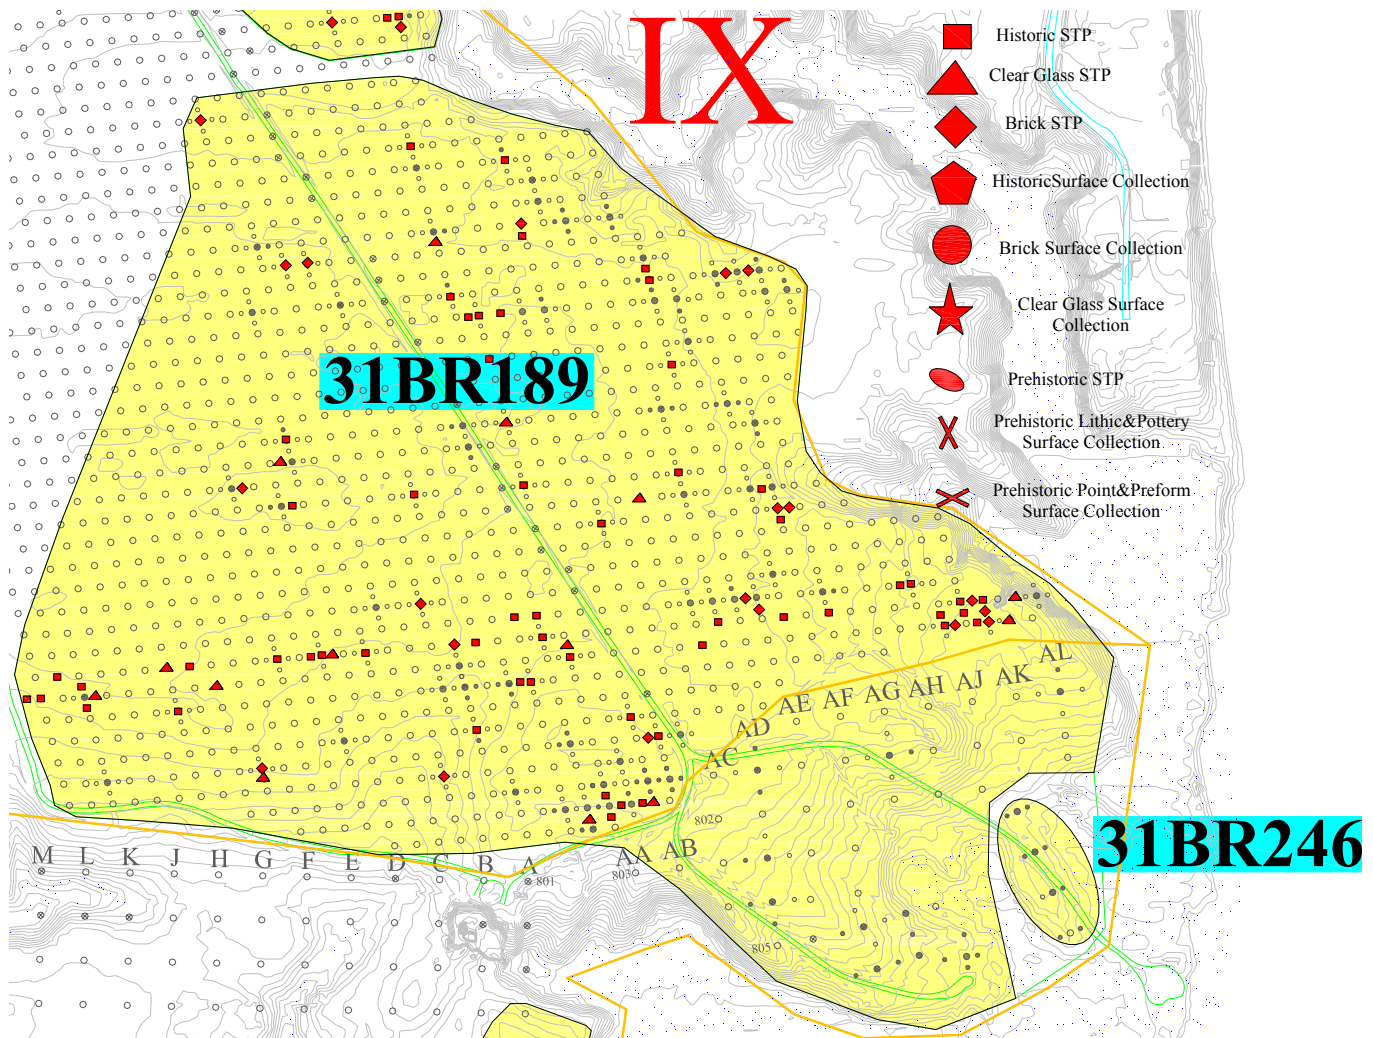 IX
Historic STP
Clear Glass STP
Brick STP
HistoricSurface Collection
Brick Surface Collection
Clear Glass Surface
Collection
Prehistoric STP
Prehistoric Lithic&Pottery
Surface Collection
Prehistoric Point&Preform
Surface Collection
31BR189
AL
AK
AJ
AH
AG
AF
AE
AD
AC
802
31BR246
M L K J H G F E D C B A AA AB
801
803
805